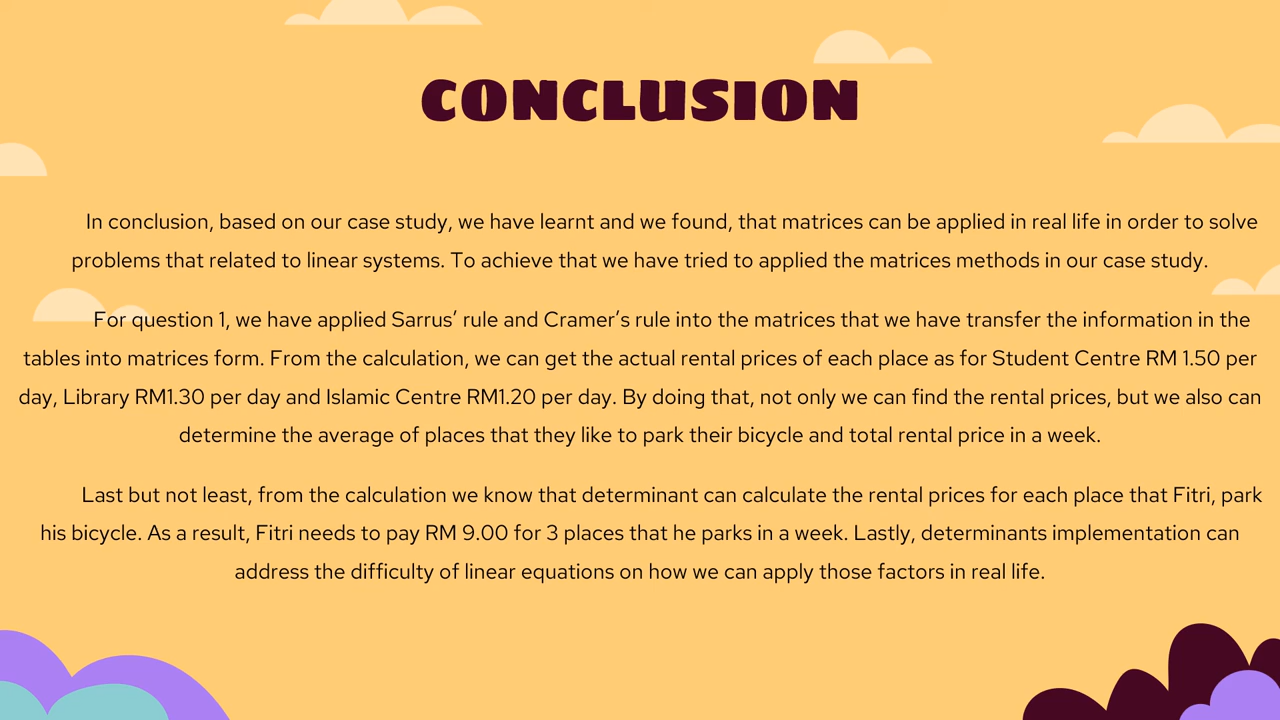 CONCLUSION
In conclusion, based on our case study, we have learnt and we found, that matrices can be applied in real life in order to solve
problems that related to linear systems. To achieve that we have tried to applied the matrices methods in our case study.
For question 1, we have applied Sarrus’ rule and Cramer’s rule into the matrices that we have transfer the information in the
tables into matrices form. From the calculation, we can get the actual rental prices of each place as for Student Centre RM 1.50 per
day, Library RM1.30 per day and Islamic Centre RM1.20 per day. By doing that, not only we can find the rental prices, but we also can
determine the average of places that they like to park their bicycle and total rental price in a week.
Last but not least, from the calculation we know that determinant can calculate the rental prices for each place that Fitri, park
his bicycle. As a result, Fitri needs to pay RM 9.00 for 3 places that he parks in a week. Lastly, determinants implementation can
address the difficulty of linear equations on how we can apply those factors in real life.